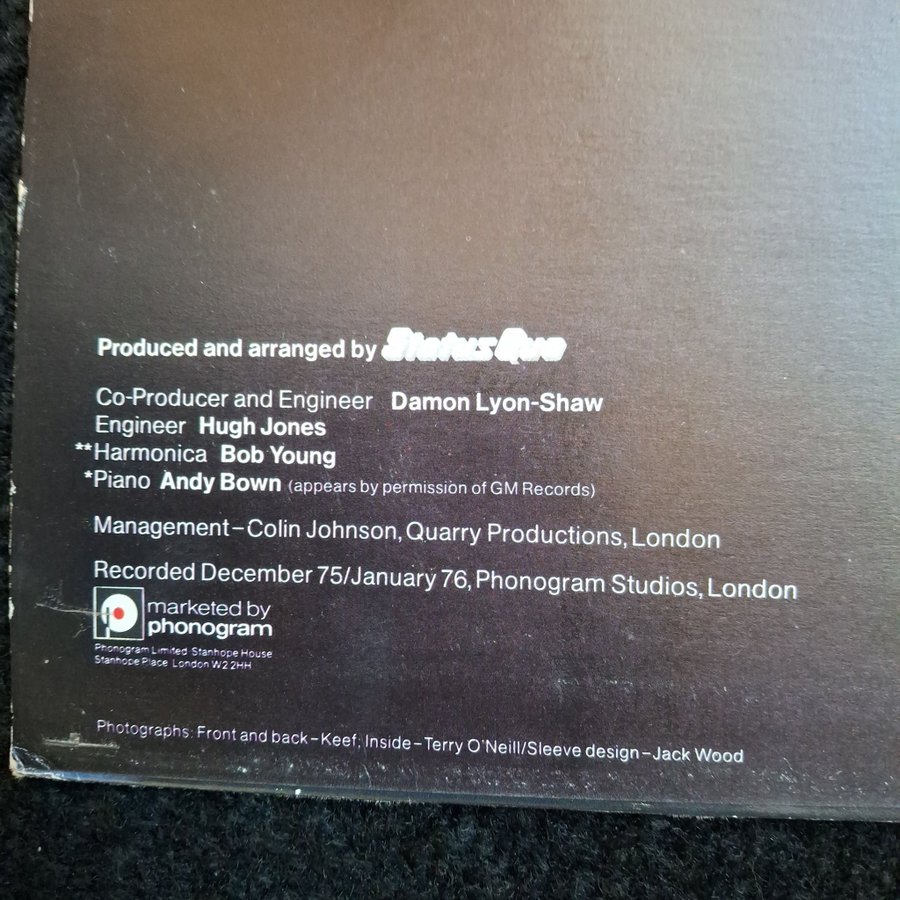 Produced and arranged by Status Quo
Co-Producer and Engineer Damon Lyon-Shaw
Engineer Hugh Jones
**Harmonica Bob Young
*Piano Andy Bown (appears by permission of GM Records)
Management–Colin Johnson, Quarry Productions, London
Recorded December 75/January 76, Phonogram Studios, London
marketed by
phonogram
Phonogram Limited Stanhope House
Stanhope Place London W2 2HH
Photographs: Front and back–Keef; Inside–Terry O'Neill/Sleeve design–Jack Wood